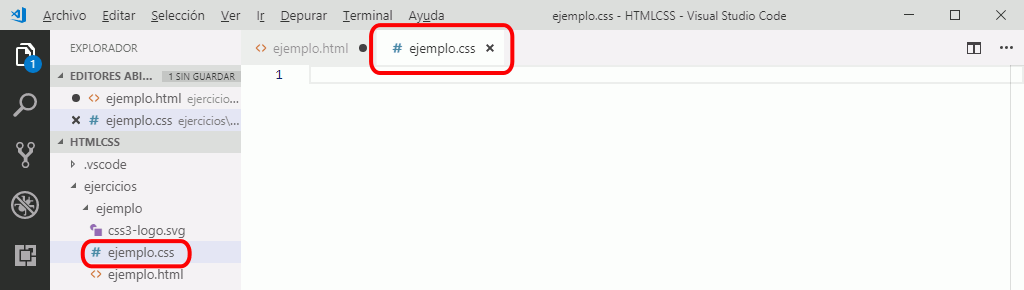 Archivo Editar Selección Ver Ir Depurar Terminal Ayuda ejemplo.css - HTMLCSS - Visual Studio Code
EXPLORADOR
ejemplo.html ejemplo.css
EDITORES ABI... 1 SIN GUARDAR
1
1
ejemplo.html ejercicio...
# ejemplo.css ejercicios\...
HTMLCSS
.vscode
ejercicios
ejemplo
css3-logo.svg
# ejemplo.css
ejemplo.html